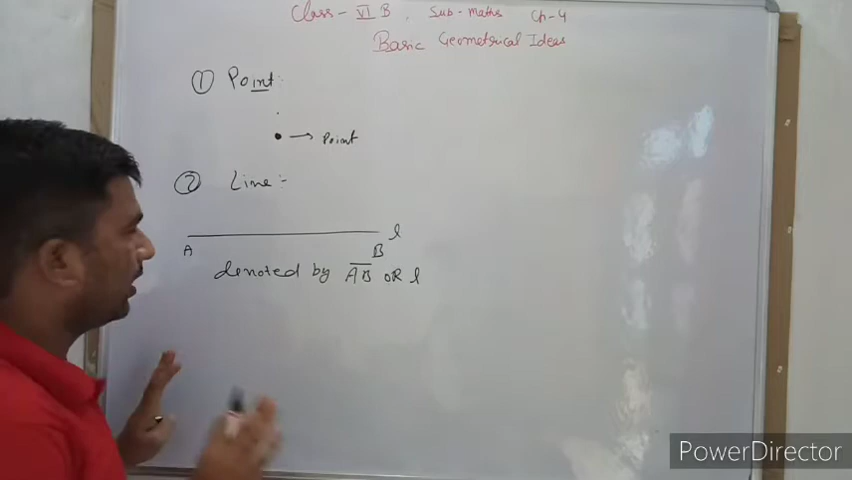 Class - VI B , Sub - Maths Ch - 4
Basic Geometrical Ideas
① Point :
→ Point
② Line :-
l
A B
denoted by AB OR l
PowerDirector